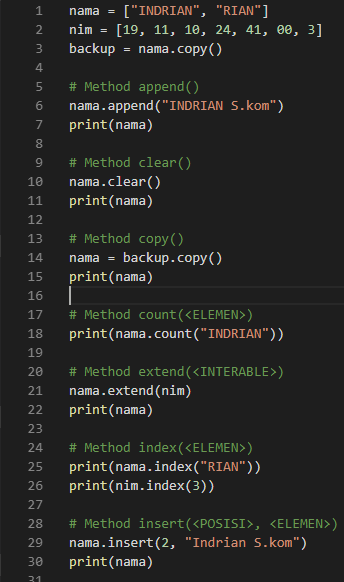 1 nama = ["INDRIAN", "RIAN"]
2 nim = [19, 11, 10, 24, 41, 00, 3]
3 backup = nama.copy()
4
5 # Method append()
6 nama.append("INDRIAN S.kom")
7 print(nama)
8
9 # Method clear()
10 nama.clear()
11 print(nama)
12
13 # Method copy()
14 nama = backup.copy()
15 print(nama)
16
17 # Method count(<ELEMEN>)
18 print(nama.count("INDRIAN"))
19
20 # Method extend(<INTERABLE>)
21 nama.extend(nim)
22 print(nama)
23
24 # Method index(<ELEMEN>)
25 print(nama.index("RIAN"))
26 print(nim.index(3))
27
28 # Method insert(<POSISI>, <ELEMEN>)
29 nama.insert(2, "Indrian S.kom")
30 print(nama)
31